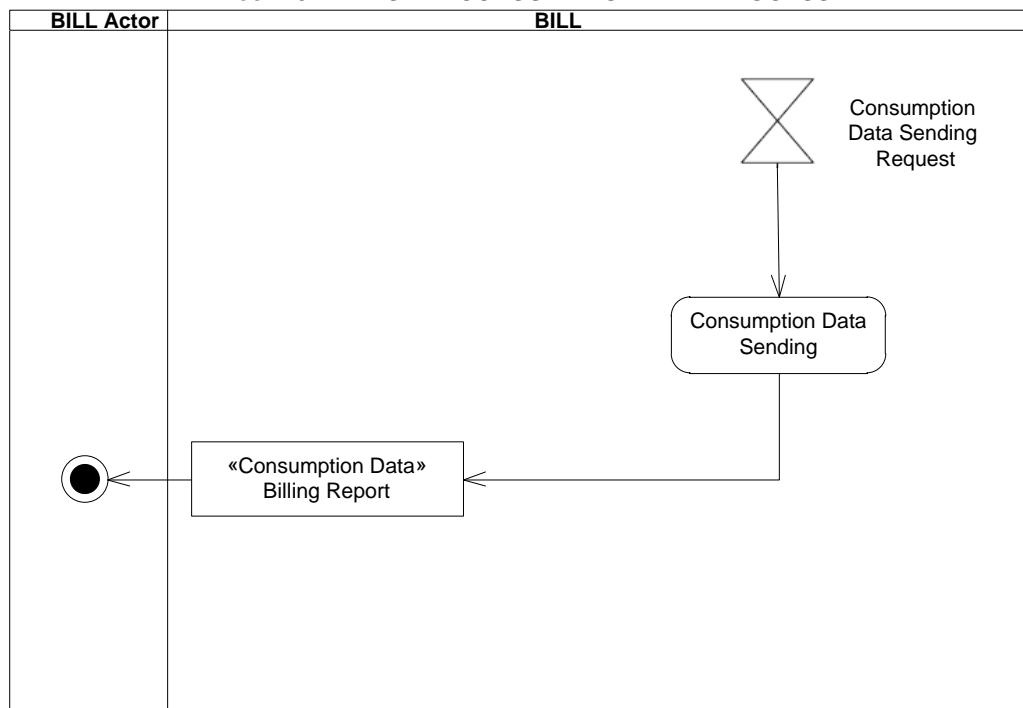 BILL Actor
BILL
Consumption
Data Sending
Request
Consumption Data
Sending
«Consumption Data»
Billing Report